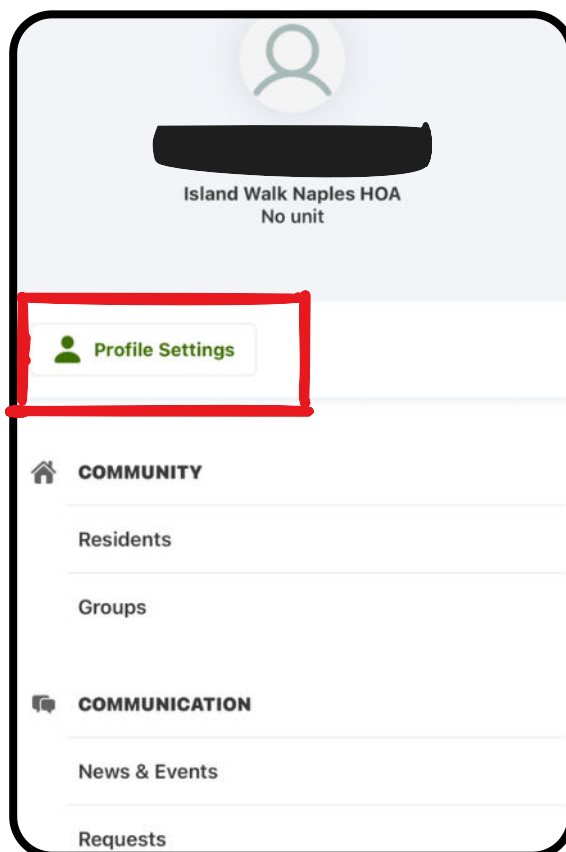 Island Walk Naples HOA
No unit
Profile Settings
COMMUNITY
Residents
Groups
COMMUNICATION
News & Events
Requests